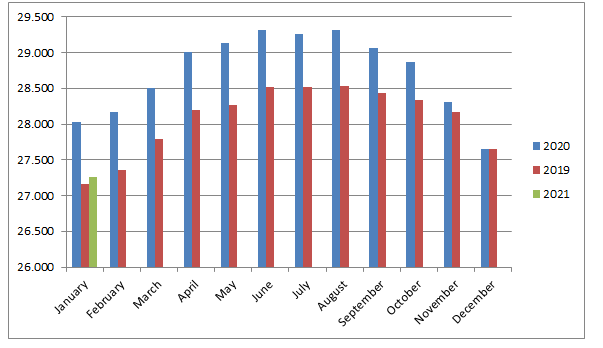 29.500
29.000
28.500
28.000
27.500
27.000
26.500
26.000
January
February
March
April
May
June
July
August
September
October
November
December
2020
2019
2021